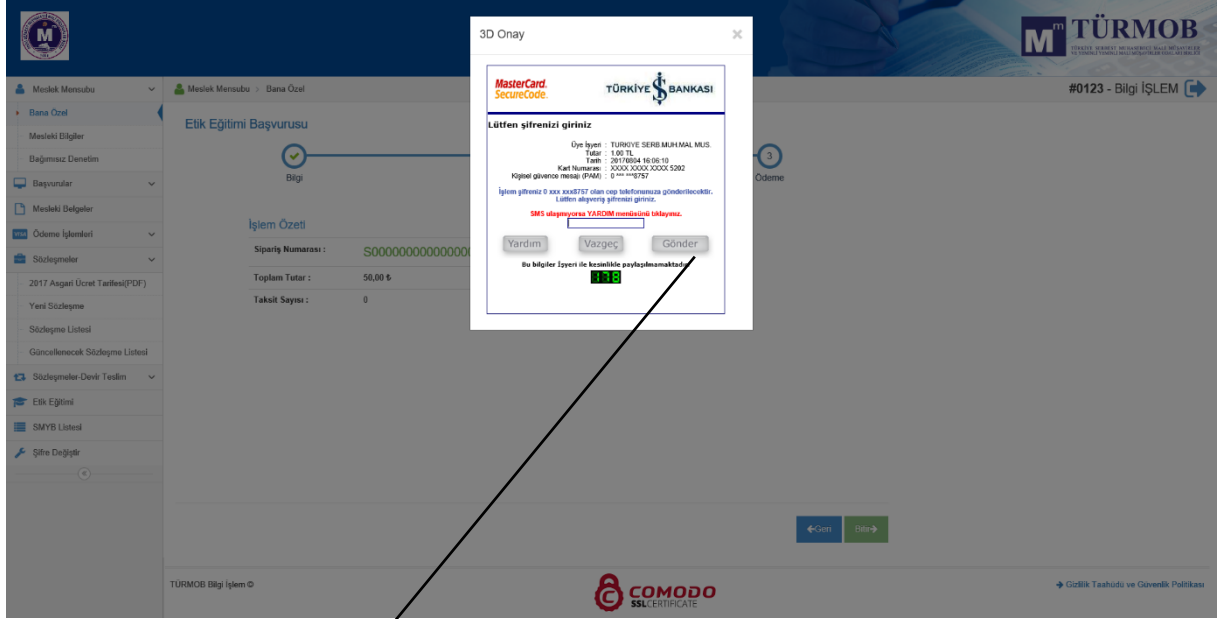 M
Mm TÜRMOB
3D Onay
×
MasterCard.
SecureCode.
TÜRKİYE İŞ BANKASI
Lütfen şifrenizi giriniz
Üye İşyeri : TURKIYE SERB.MUH.MAL MUS.
Tutar : 1.00 TL
Tarih : 20170804 16:06:10
Kart Numarası : XXXX XXXX XXXX 5202
Kişisel güvence mesajı (PAM) : 0 *** ***8757
İşlem şifreniz 0 xxx xxx8757 olan cep telefonunuza gönderilecektir.
Lütfen alışveriş şifrenizi giriniz.
SMS ulaşmıyorsa YARDIM menüsünü tıklayınız.
Yardım Vazgeç Gönder
Bu bilgiler İşyeri ile kesinlikle paylaşılmamaktadır.
178
Meslek Mensubu
Bana Özel
Mesleki Bilgiler
Bağımsız Denetim
Başvurular
Mesleki Belgeler
Ödeme İşlemleri
Sözleşmeler
2017 Asgari Ücret Tarifesi(PDF)
Yeni Sözleşme
Sözleşme Listesi
Güncellenecek Sözleşme Listesi
Sözleşmeler-Devir Teslim
Etik Eğitimi
SMYB Listesi
Şifre Değiştir
Meslek Mensubu > Bana Özel
#0123 - Bilgi İŞLEM
Etik Eğitimi Başvurusu
Bilgi
3
Ödeme
İşlem Özeti
Sipariş Numarası :
Toplam Tutar : 50,00 ₺
Taksit Sayısı : 0
Geri Bitir
TÜRMOB Bilgi İşlem ©
COMODO
SSLCERTIFICATE
Gizlilik Taahüdü ve Güvenlik Politikası